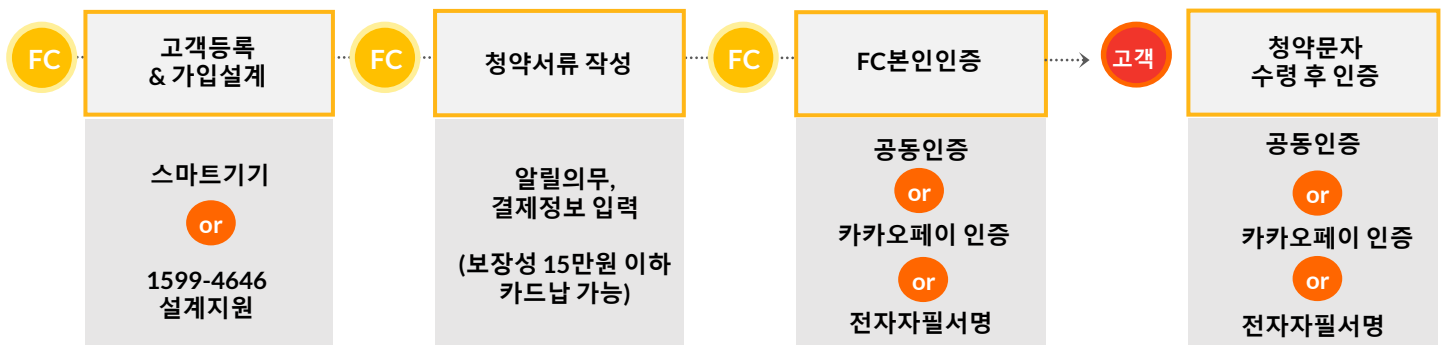 FC
고객등록
& 가입설계
스마트기기
or
1599-4646
설계지원
FC
청약서류 작성
알릴의무,
결제정보 입력
(보장성 15만원 이하
카드납 가능)
FC
FC본인인증
공동인증
or
카카오페이 인증
or
전자자필서명
고객
청약문자
수령 후 인증
공동인증
or
카카오페이 인증
or
전자자필서명